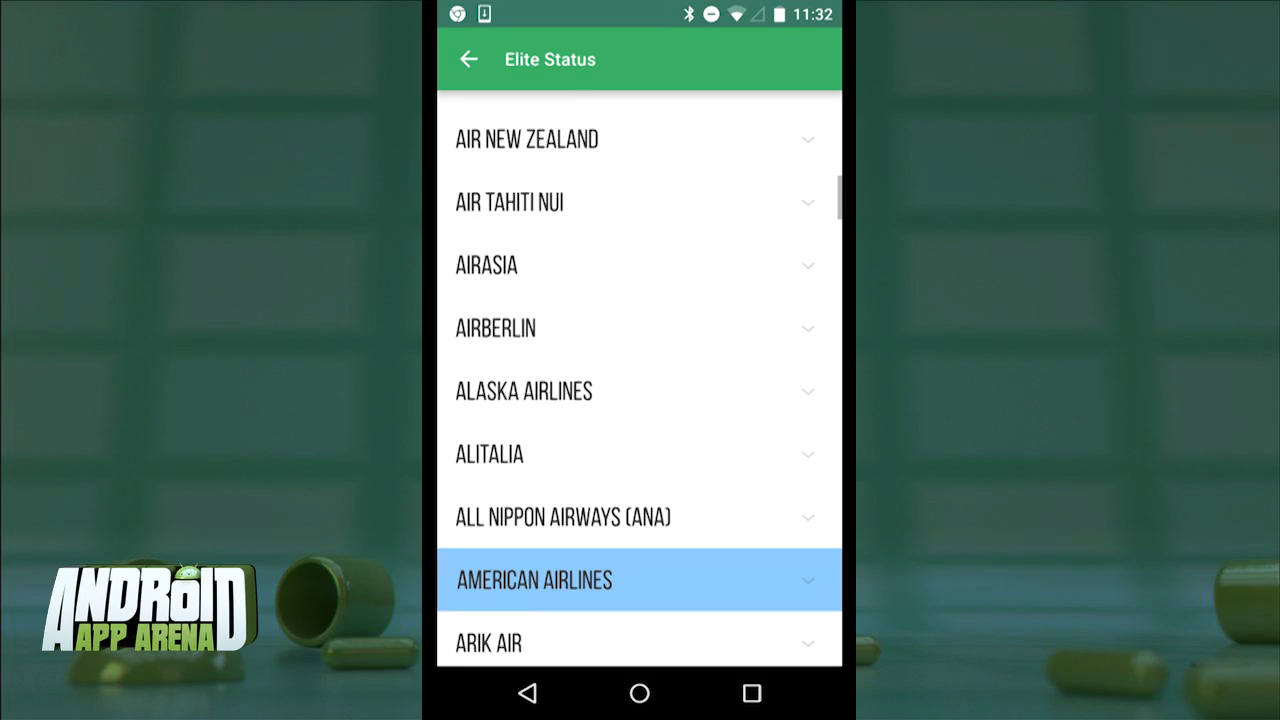 11:32
Elite Status
AIR NEW ZEALAND
AIR TAHITI NUI
AIRASIA
AIRBERLIN
ALASKA AIRLINES
ALITALIA
ALL NIPPON AIRWAYS (ANA)
AMERICAN AIRLINES
ARIK AIR
ANDROID
APP ARENA